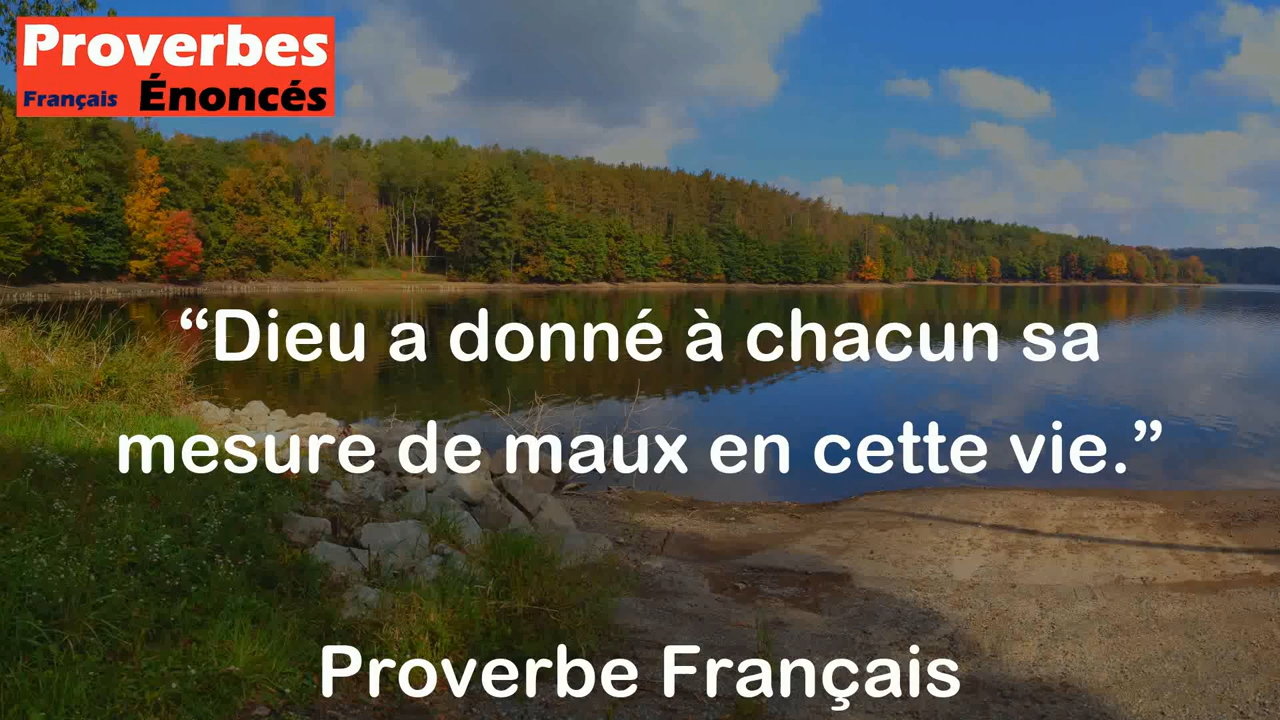 Proverbes
Français Énoncés
“Dieu a donné à chacun sa
mesure de maux en cette vie.”
Proverbe Français